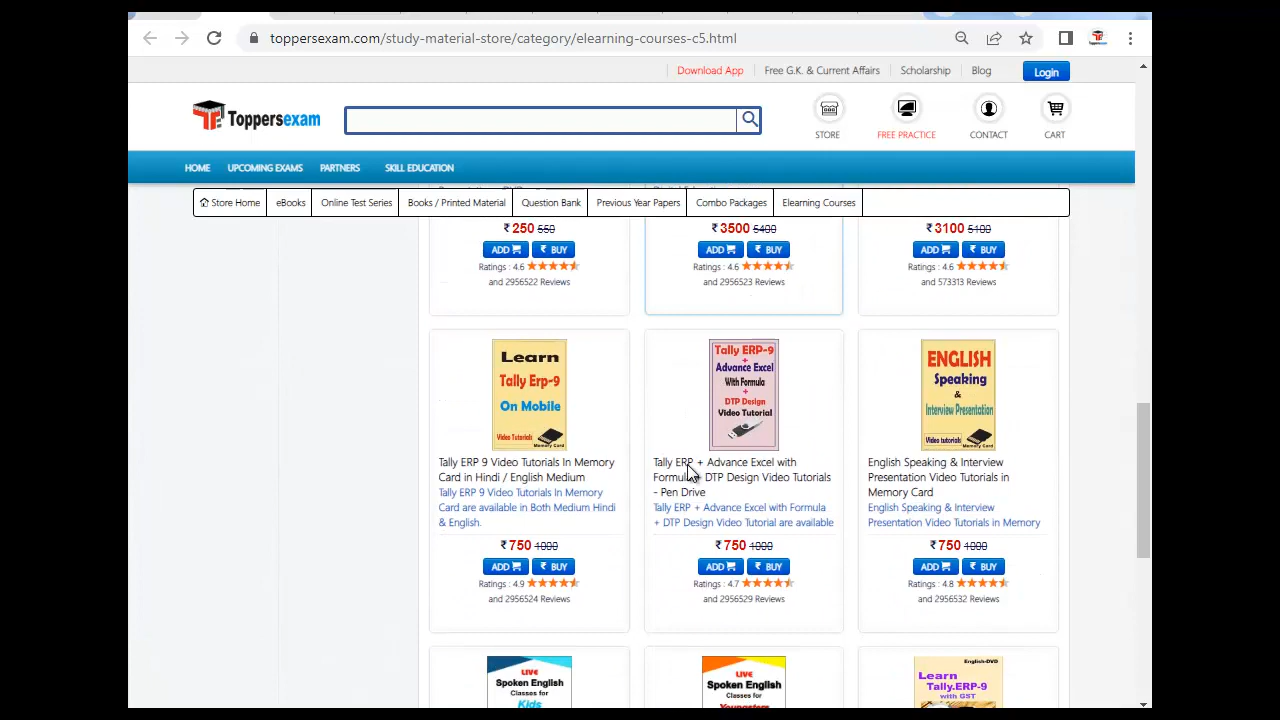 toppersexam.com/study-material-store/category/elearning-courses-c5.html
Download App
Free G.K. & Current Affairs
Scholarship
Blog
Login
Toppersexam
STORE
FREE PRACTICE
CONTACT
CART
HOME
UPCOMING EXAMS
PARTNERS
SKILL EDUCATION
Store Home
eBooks
Online Test Series
Books / Printed Material
Question Bank
Previous Year Papers
Combo Packages
Elearning Courses
₹ 250 550
ADD
₹ BUY
Ratings : 4.6
and 2956522 Reviews
₹ 3500 5400
ADD
₹ BUY
Ratings : 4.6
and 2956523 Reviews
₹ 3100 5100
ADD
₹ BUY
Ratings : 4.6
and 573313 Reviews
Learn
Tally Erp-9
On Mobile
Video Tutorials
Memory Card
Tally ERP 9 Video Tutorials In Memory
Card in Hindi / English Medium
Tally ERP 9 Video Tutorials In Memory
Card are available in Both Medium Hindi
& English.
₹ 750 1000
ADD
₹ BUY
Ratings : 4.9
and 2956524 Reviews
Tally ERP-9
+
Advance Excel
With Formula
+
DTP Design
Video Tutorial
Tally ERP + Advance Excel with
Formula + DTP Design Video Tutorials
- Pen Drive
Tally ERP + Advance Excel with Formula
+ DTP Design Video Tutorial are available
₹ 750 1000
ADD
₹ BUY
Ratings : 4.7
and 2956529 Reviews
ENGLISH
Speaking
&
Interview Presentation
Video tutorials
Memory Card
English Speaking & Interview
Presentation Video Tutorials in
Memory Card
English Speaking & Interview
Presentation Video Tutorials in Memory
₹ 750 1000
ADD
₹ BUY
Ratings : 4.8
and 2956532 Reviews
LIVE
Spoken English
Classes for
Kids
LIVE
Spoken English
Classes for
Youngsters
English-DVD
Learn
Tally.ERP-9
with GST